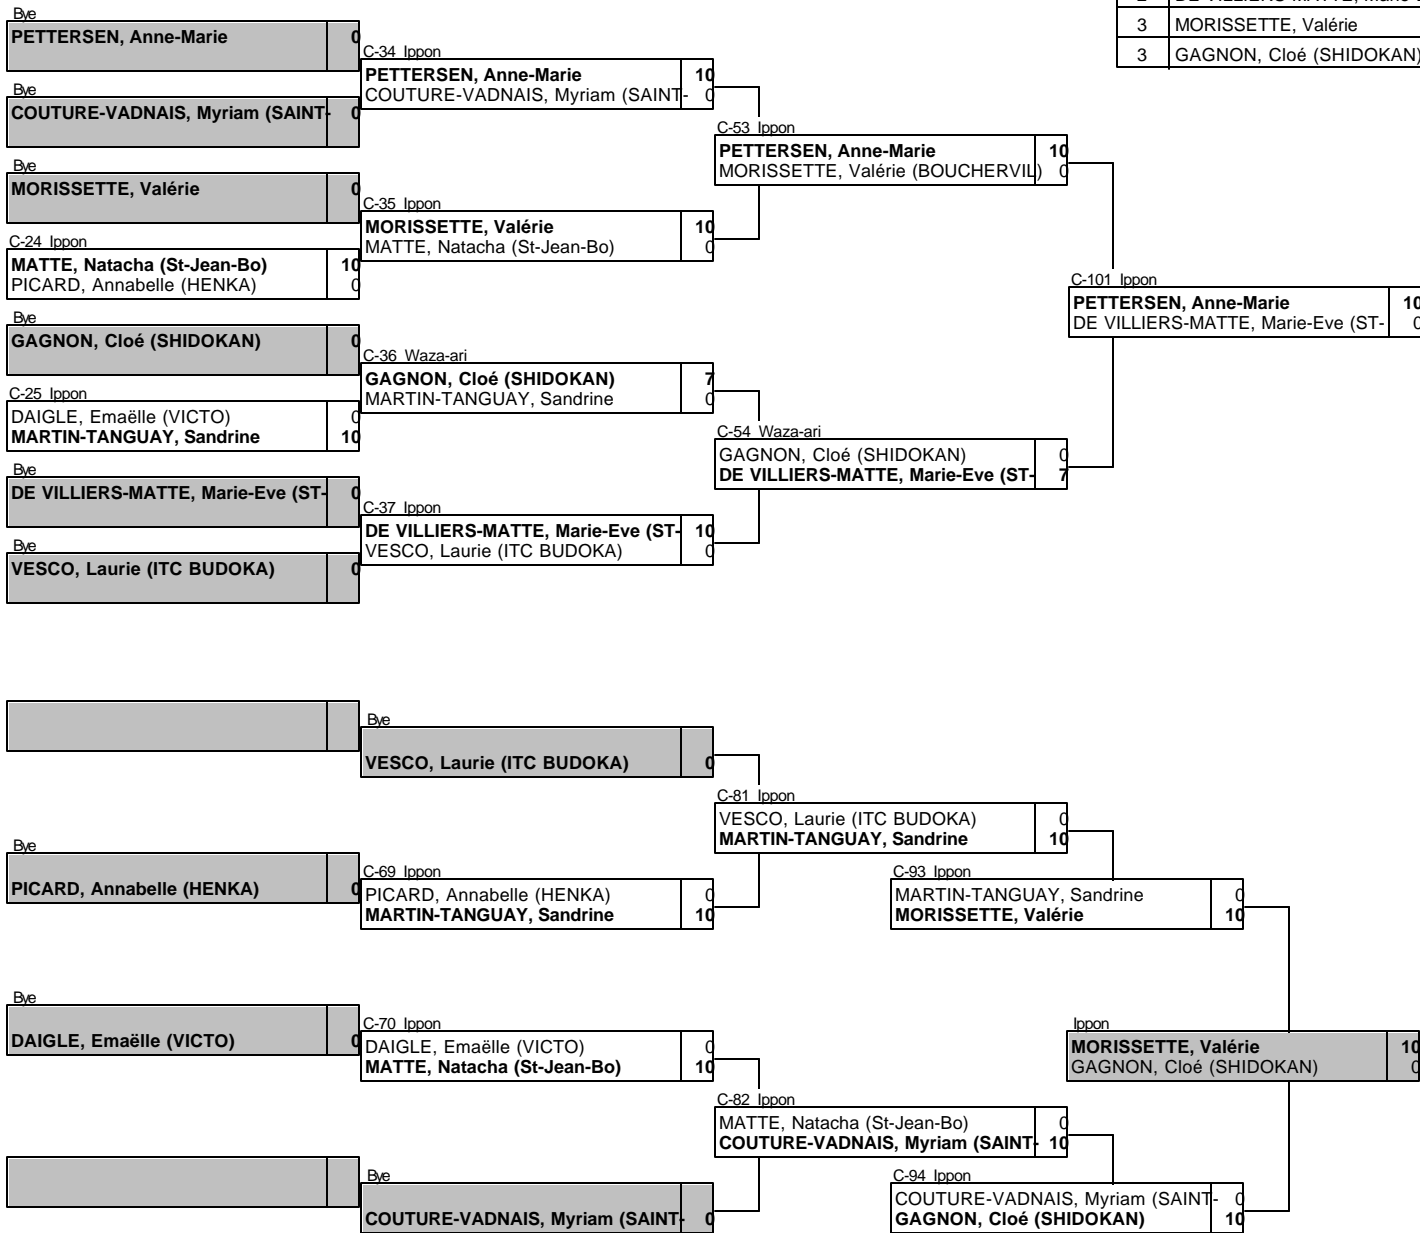 3 MORISSETTE, Valérie
3 GAGNON, Cloé (SHIDOKAN)
Bye
PETTERSEN, Anne-Marie 0
Bye
COUTURE-VADNAIS, Myriam (SAINT- 0
Bye
MORISSETTE, Valérie 0
C-24 Ippon
MATTE, Natacha (St-Jean-Bo) 10
PICARD, Annabelle (HENKA) 0
Bye
GAGNON, Cloé (SHIDOKAN) 0
C-25 Ippon
DAIGLE, Emaëlle (VICTO) 0
MARTIN-TANGUAY, Sandrine 10
Bye
DE VILLIERS-MATTE, Marie-Eve (ST- 0
Bye
VESCO, Laurie (ITC BUDOKA) 0
C-34 Ippon
PETTERSEN, Anne-Marie 10
COUTURE-VADNAIS, Myriam (SAINT- 0
C-35 Ippon
MORISSETTE, Valérie 10
MATTE, Natacha (St-Jean-Bo) 0
C-36 Waza-ari
GAGNON, Cloé (SHIDOKAN) 7
MARTIN-TANGUAY, Sandrine 0
C-37 Ippon
DE VILLIERS-MATTE, Marie-Eve (ST- 10
VESCO, Laurie (ITC BUDOKA) 0
C-53 Ippon
PETTERSEN, Anne-Marie 10
MORISSETTE, Valérie (BOUCHERVIL) 0
C-54 Waza-ari
GAGNON, Cloé (SHIDOKAN) 0
DE VILLIERS-MATTE, Marie-Eve (ST- 7
C-101 Ippon
PETTERSEN, Anne-Marie 10
DE VILLIERS-MATTE, Marie-Eve (ST- 0
Bye
VESCO, Laurie (ITC BUDOKA) 0
Bye
PICARD, Annabelle (HENKA) 0
C-69 Ippon
PICARD, Annabelle (HENKA) 0
MARTIN-TANGUAY, Sandrine 10
C-81 Ippon
VESCO, Laurie (ITC BUDOKA) 0
MARTIN-TANGUAY, Sandrine 10
C-93 Ippon
MARTIN-TANGUAY, Sandrine 0
MORISSETTE, Valérie 10
Bye
DAIGLE, Emaëlle (VICTO) 0
C-70 Ippon
DAIGLE, Emaëlle (VICTO) 0
MATTE, Natacha (St-Jean-Bo) 10
Bye
COUTURE-VADNAIS, Myriam (SAINT- 0
C-82 Ippon
MATTE, Natacha (St-Jean-Bo) 0
COUTURE-VADNAIS, Myriam (SAINT- 10
C-94 Ippon
COUTURE-VADNAIS, Myriam (SAINT- 0
GAGNON, Cloé (SHIDOKAN) 10
Ippon
MORISSETTE, Valérie 10
GAGNON, Cloé (SHIDOKAN) 0